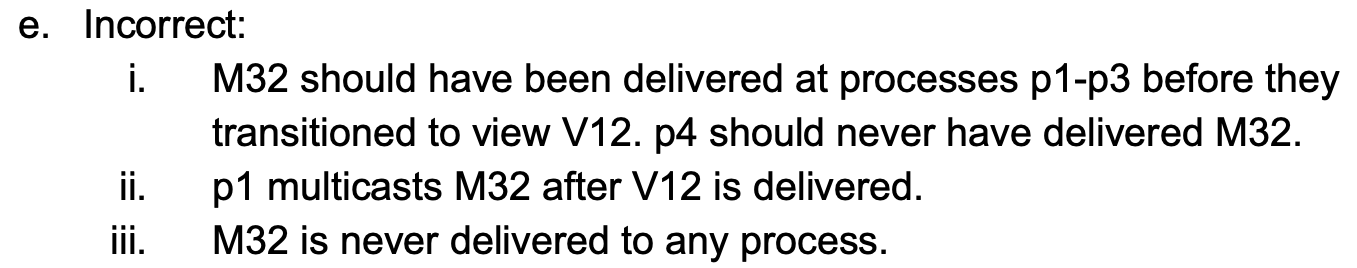 e. Incorrect:
i. M32 should have been delivered at processes p1-p3 before they
transitioned to view V12. p4 should never have delivered M32.
ii. p1 multicasts M32 after V12 is delivered.
iii. M32 is never delivered to any process.